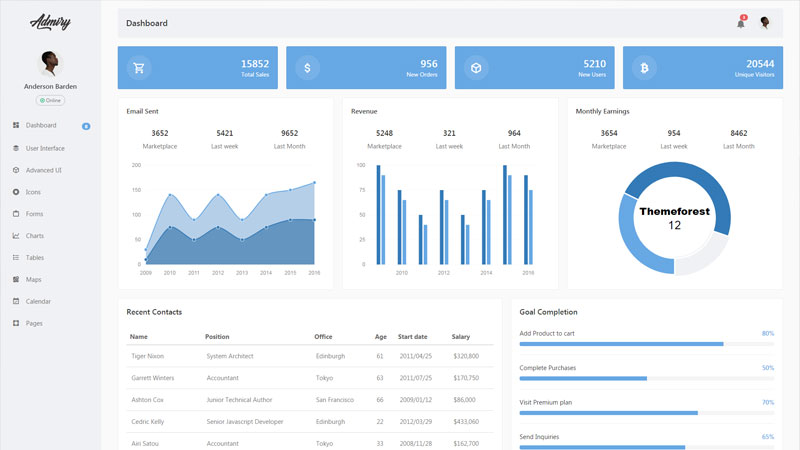 Admiry
Dashboard
2
Anderson Barden
Online
Dashboard
User Interface
Advanced UI
Icons
Forms
Charts
Tables
Maps
Calendar
Pages
15852
Total Sales
$
956
New Orders
5210
New Users
20544
Unique Visitors
Email Sent
3652 5421 9652
Marketplace Last week Last Month
200
150
100
50
0
2009 2010 2011 2012 2013 2014 2015 2016
Revenue
5248 321 964
Marketplace Last week Last Month
100
75
50
25
0
2010 2012 2014 2016
Monthly Earnings
3654 954 8462
Marketplace Last week Last Month
Themeforest
12
Recent Contacts
Name Position Office Age Start date Salary
Tiger Nixon System Architect Edinburgh 61 2011/04/25 $320,800
Garrett Winters Accountant Tokyo 63 2011/07/25 $170,750
Ashton Cox Junior Technical Author San Francisco 66 2009/01/12 $86,000
Cedric Kelly Senior Javascript Developer Edinburgh 22 2012/03/29 $433,060
Airi Satou Accountant Tokyo 33 2008/11/28 $162,700
Goal Completion
Add Product to cart 80%
Complete Purchases 50%
Visit Premium plan 70%
Send Inquiries 65%